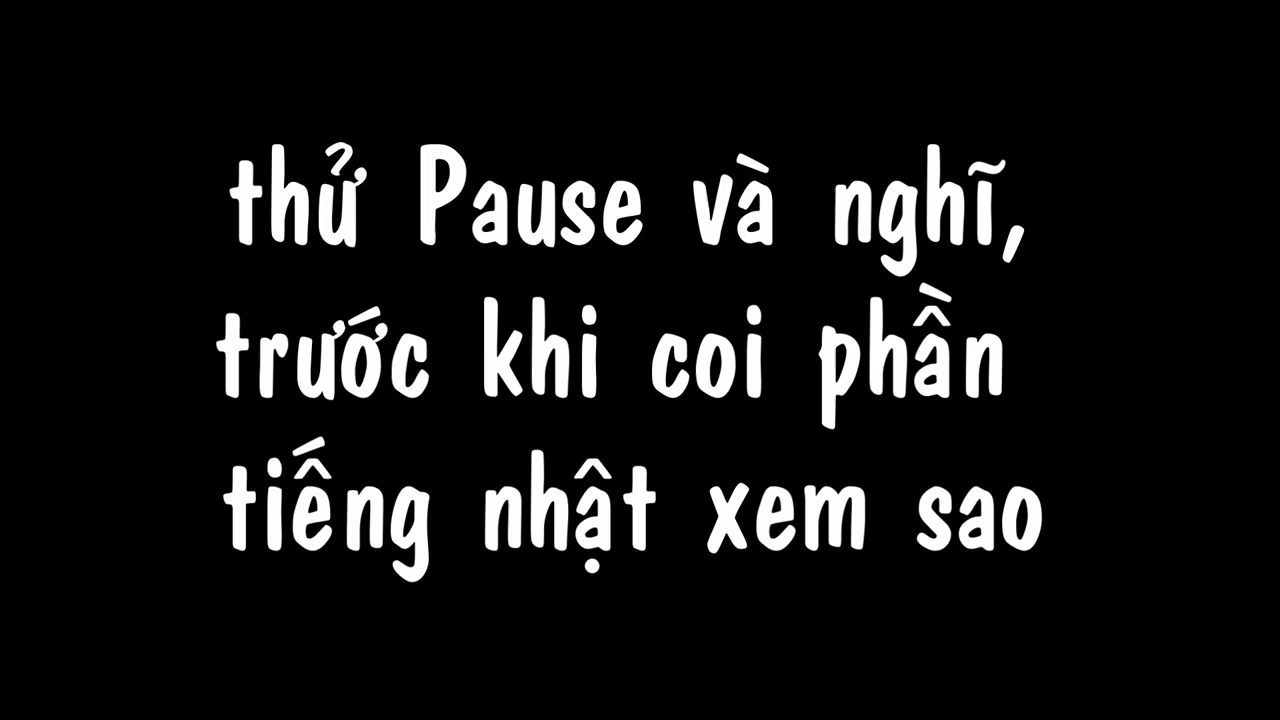 thử Pause và nghĩ,
trước khi coi phần
tiếng nhật xem sao